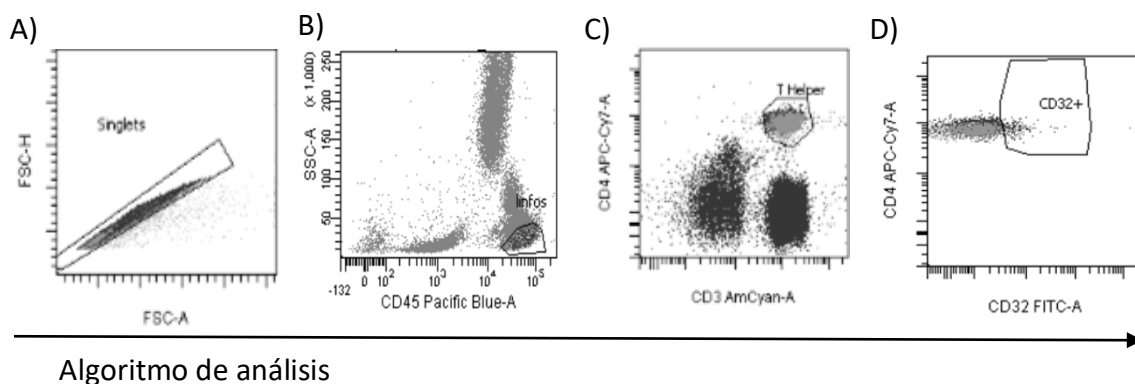 A)
FSC-H
Singlets
FSC-A
B)
SSC-A
(x 1,000)
250
200
150
100
50
linfos
-132
0
10²
10³
10⁴
10⁵
CD45 Pacific Blue-A
C)
CD4 APC-Cy7-A
T Helper
CD3 AmCyan-A
D)
CD4 APC-Cy7-A
CD32+
CD32 FITC-A
Algoritmo de análisis